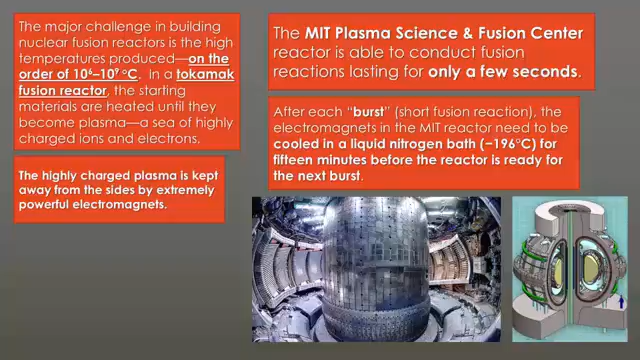 The major challenge in building
nuclear fusion reactors is the high
temperatures produced—on the
order of 10⁶–10⁹ °C. In a tokamak
fusion reactor, the starting
materials are heated until they
become plasma—a sea of highly
charged ions and electrons.
The highly charged plasma is kept
away from the sides by extremely
powerful electromagnets.
The MIT Plasma Science & Fusion Center
reactor is able to conduct fusion
reactions lasting for only a few seconds.
After each “burst” (short fusion reaction), the
electromagnets in the MIT reactor need to be
cooled in a liquid nitrogen bath (−196°C) for
fifteen minutes before the reactor is ready for
the next burst.